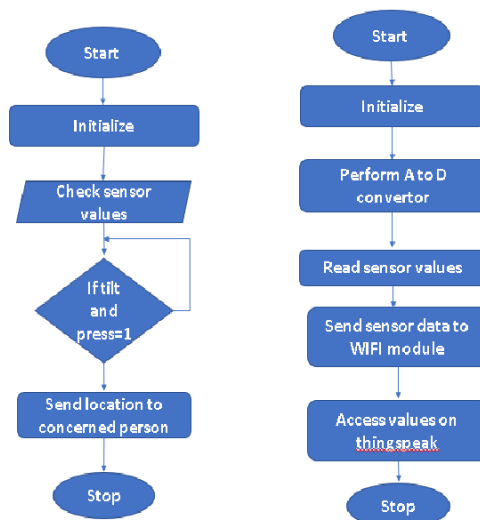 Start
Initialize
Check sensor
values
If tilt
and
press=1
Send location to
concerned person
Stop
Start
Initialize
Perform A to D
convertor
Read sensor values
Send sensor data to
WIFI module
Access values on
thingspeak
Stop